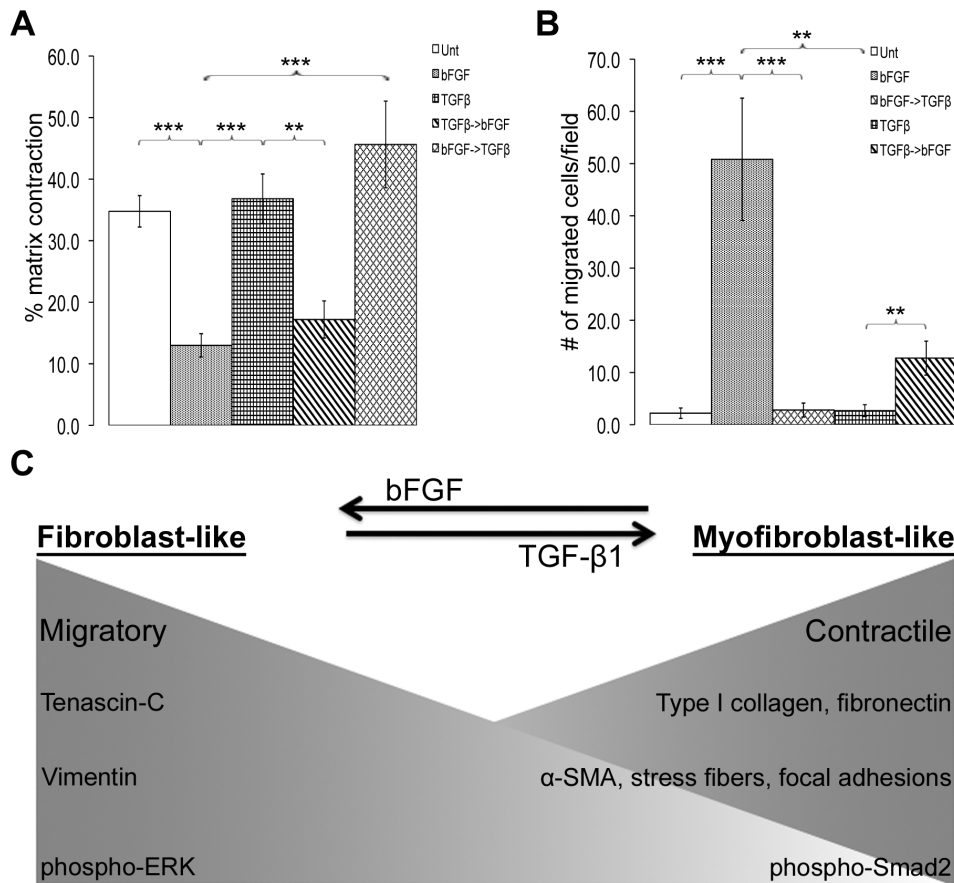 A
% matrix contraction
60.0
50.0
40.0
30.0
20.0
10.0
0.0
***
***
***
**
Unt
bFGF
TGFβ
TGFβ->bFGF
bFGF->TGFβ
B
# of migrated cells/field
70.0
60.0
50.0
40.0
30.0
20.0
10.0
0.0
**
***
***
**
Unt
bFGF
bFGF->TGFβ
TGFβ
TGFβ->bFGF
C
bFGF
TGF-β1
Fibroblast-like
Myofibroblast-like
Migratory
Contractile
Tenascin-C
Type I collagen, fibronectin
Vimentin
α-SMA, stress fibers, focal adhesions
phospho-ERK
phospho-Smad2